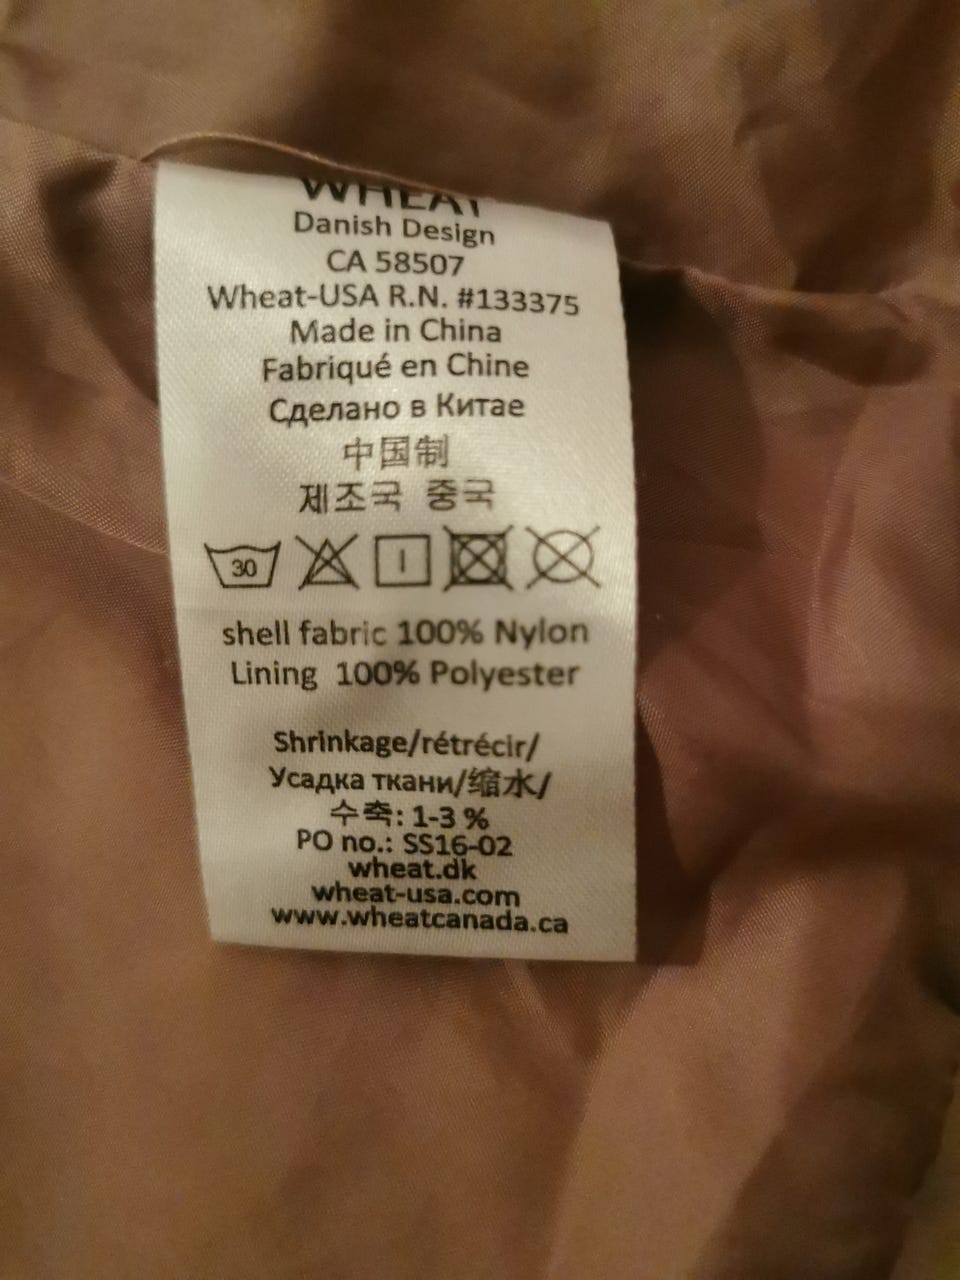 WHEAT
Danish Design
CA 58507
Wheat-USA R.N. #133375
Made in China
Fabriqué en Chine
Сделано в Китае
中国制
제조국 중국
30
shell fabric 100% Nylon
Lining 100% Polyester
Shrinkage/rétrécir/
Усадка ткани/缩水/
수축: 1-3 %
PO no.: SS16-02
wheat.dk
wheat-usa.com
www.wheatcanada.ca